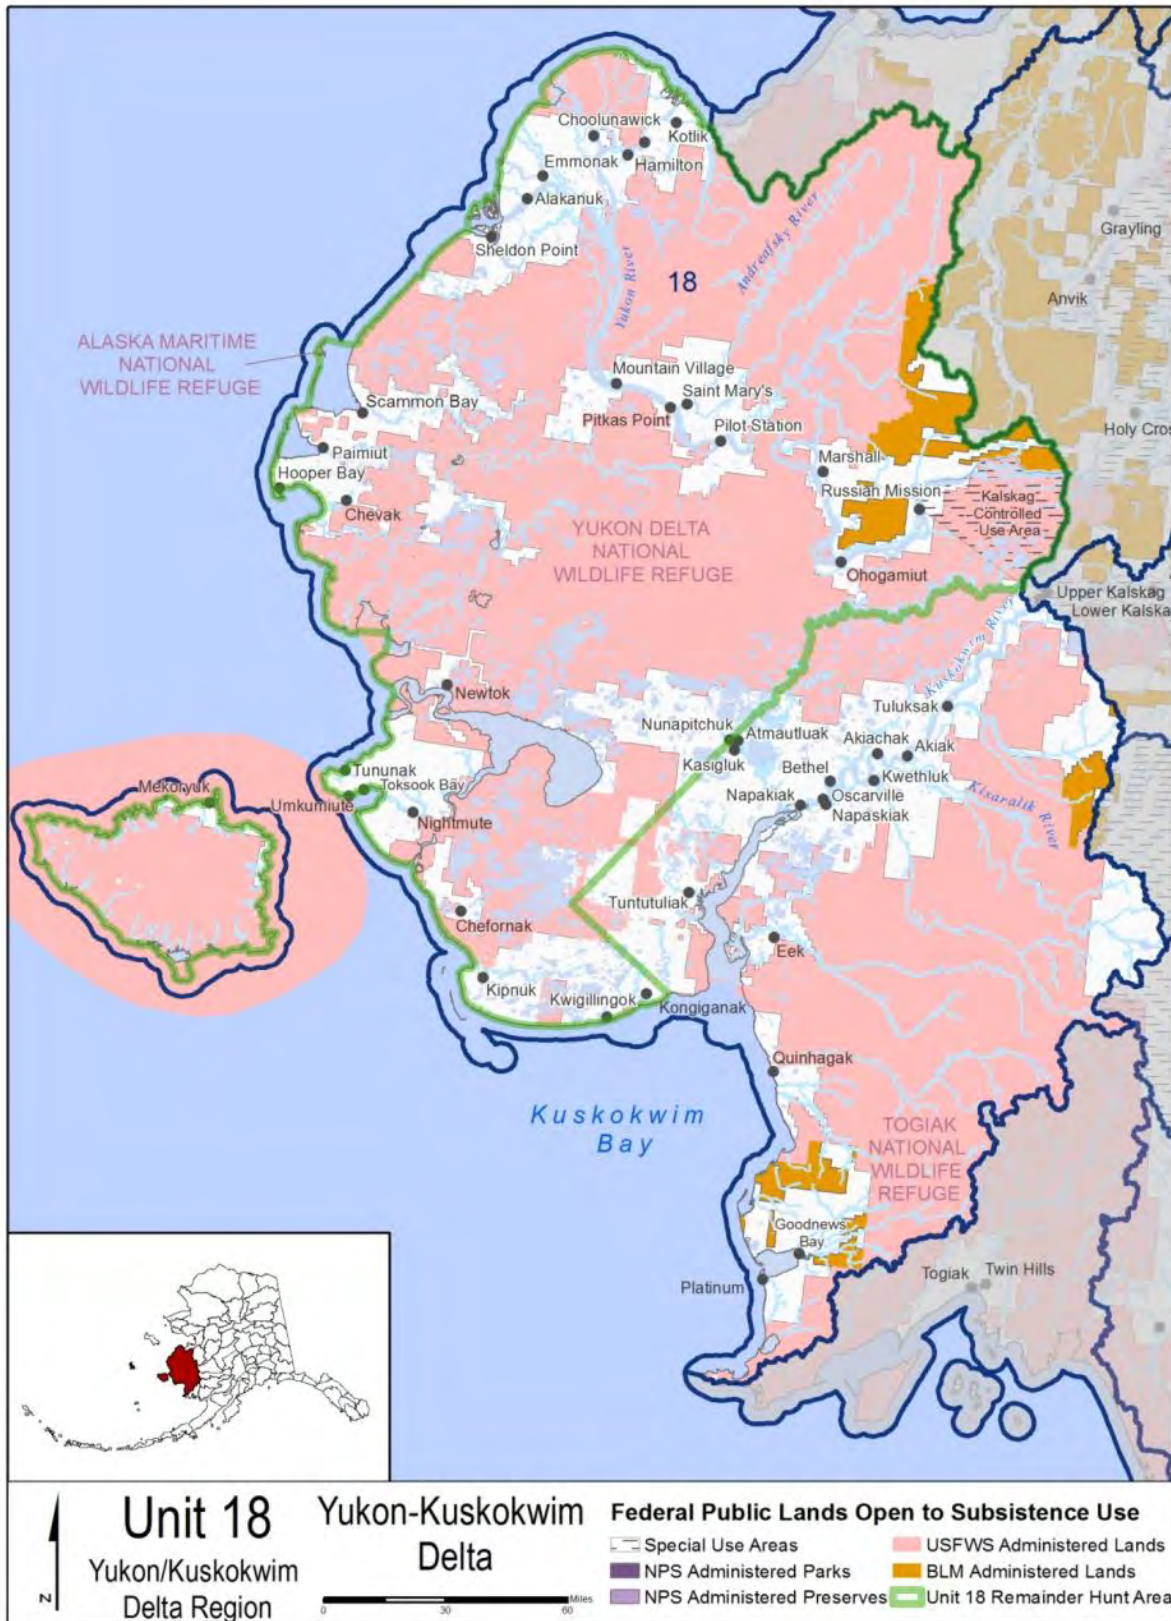 Choolunawick
Kotlik
Emmonak
Hamilton
Alakanuk
Sheldon Point
Yukon River
18
Andreafsky River
Grayling
Anvik
ALASKA MARITIME
NATIONAL
WILDLIFE REFUGE
Mountain Village
Saint Mary's
Scammon Bay
Pitkas Point
Pilot Station
Holy Cros
Paimiut
Marshall
Hooper Bay
Russian Mission
Kalskag
Controlled
Use Area
Chevak
YUKON DELTA
NATIONAL
WILDLIFE REFUGE
Ohogamiut
Upper Kalskag
Lower Kalska
Kuskokwim River
Newtok
Tuluksak
Nunapitchuk
Atmautluak
Akiachak
Akiak
Kasigluk
Bethel
Kwethluk
Tununak
Toksook Bay
Mekoryuk
Umkumiute
Napakiak
Oscarville
Napaskiak
Kisaralik River
Nightmute
Tuntutuliak
Chefornak
Eek
Kipnuk
Kwigillingok
Kongiganak
Quinhagak
Kuskokwim
Bay
TOGIAK
NATIONAL
WILDLIFE
REFUGE
Goodnews
Bay
Platinum
Togiak
Twin Hills
N
Unit 18
Yukon/Kuskokwim
Delta Region
Yukon-Kuskokwim
Delta
Miles
0 30 60
Federal Public Lands Open to Subsistence Use
Special Use Areas
USFWS Administered Lands
NPS Administered Parks
BLM Administered Lands
NPS Administered Preserves
Unit 18 Remainder Hunt Area